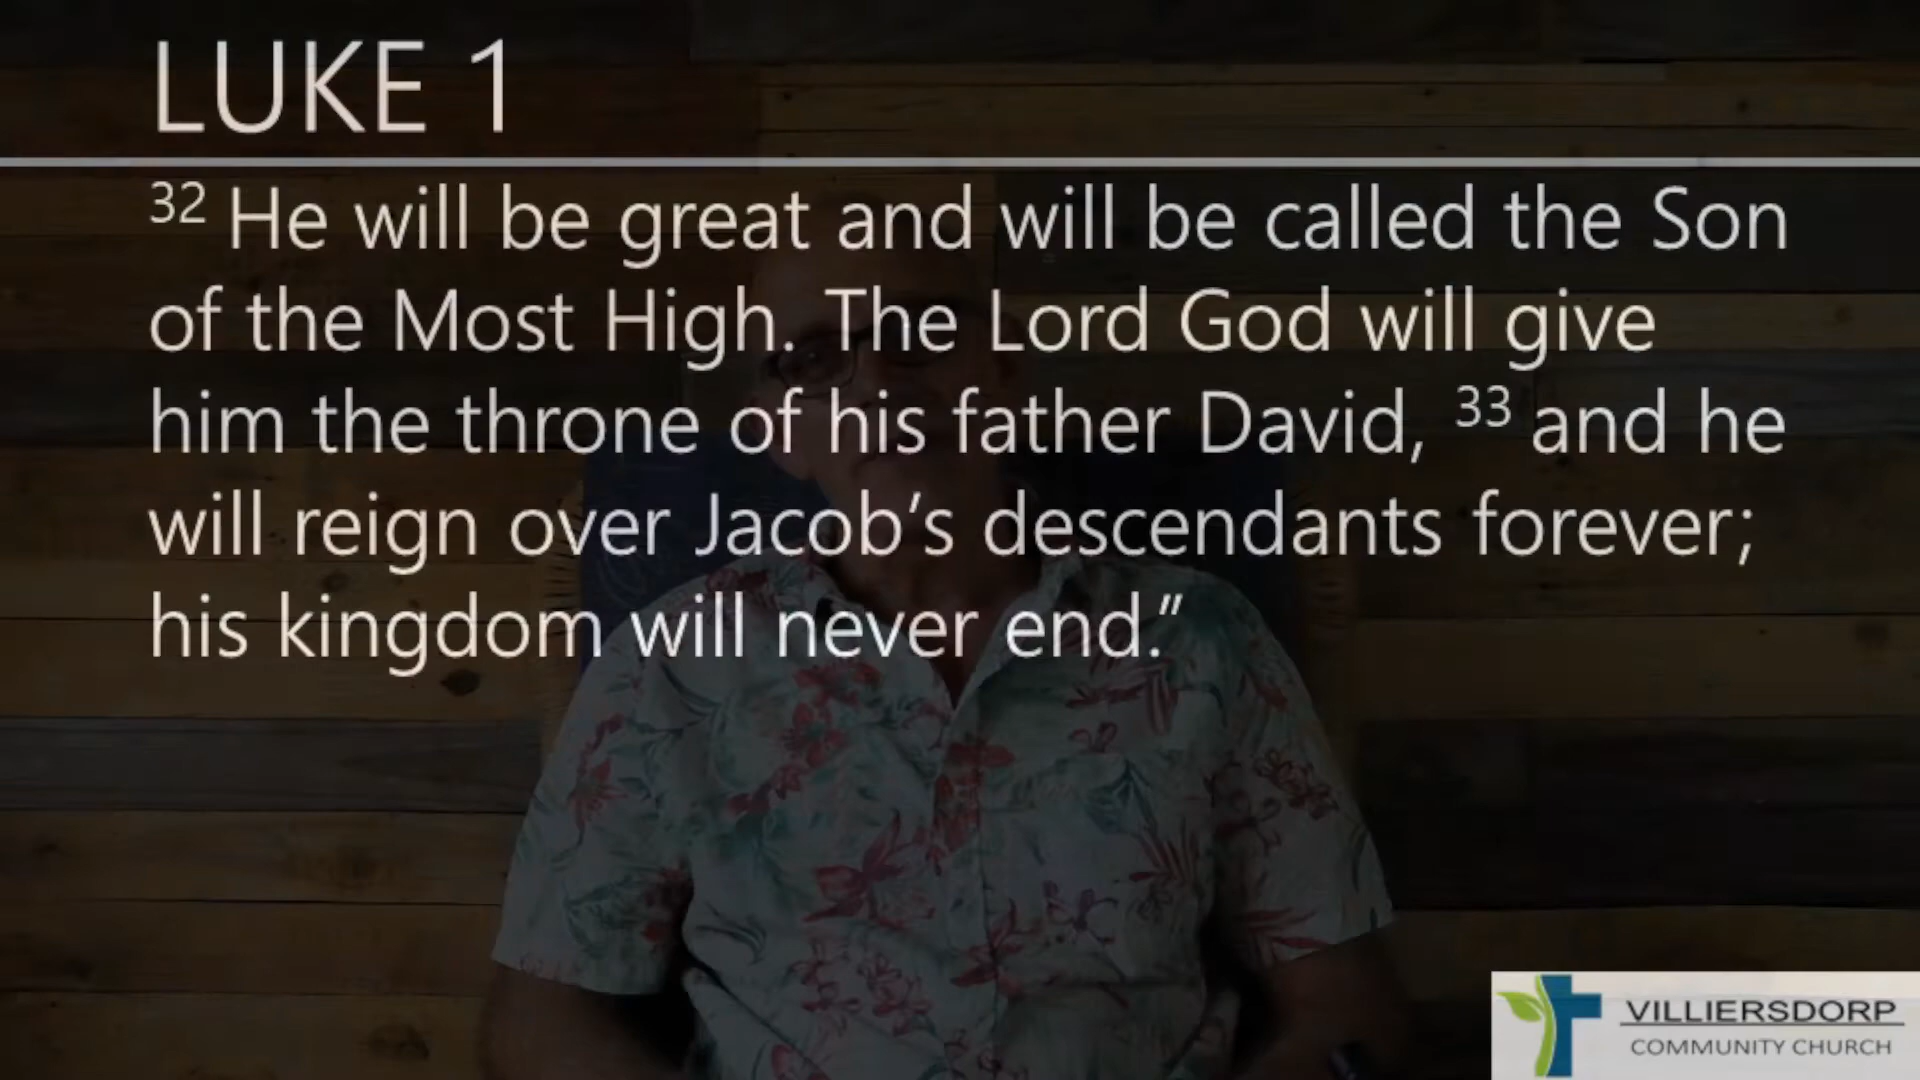 LUKE 1
32 He will be great and will be called the Son
of the Most High. The Lord God will give
him the throne of his father David, 33 and he
will reign over Jacob’s descendants forever;
his kingdom will never end.”
VILLIERSDORP
COMMUNITY CHURCH